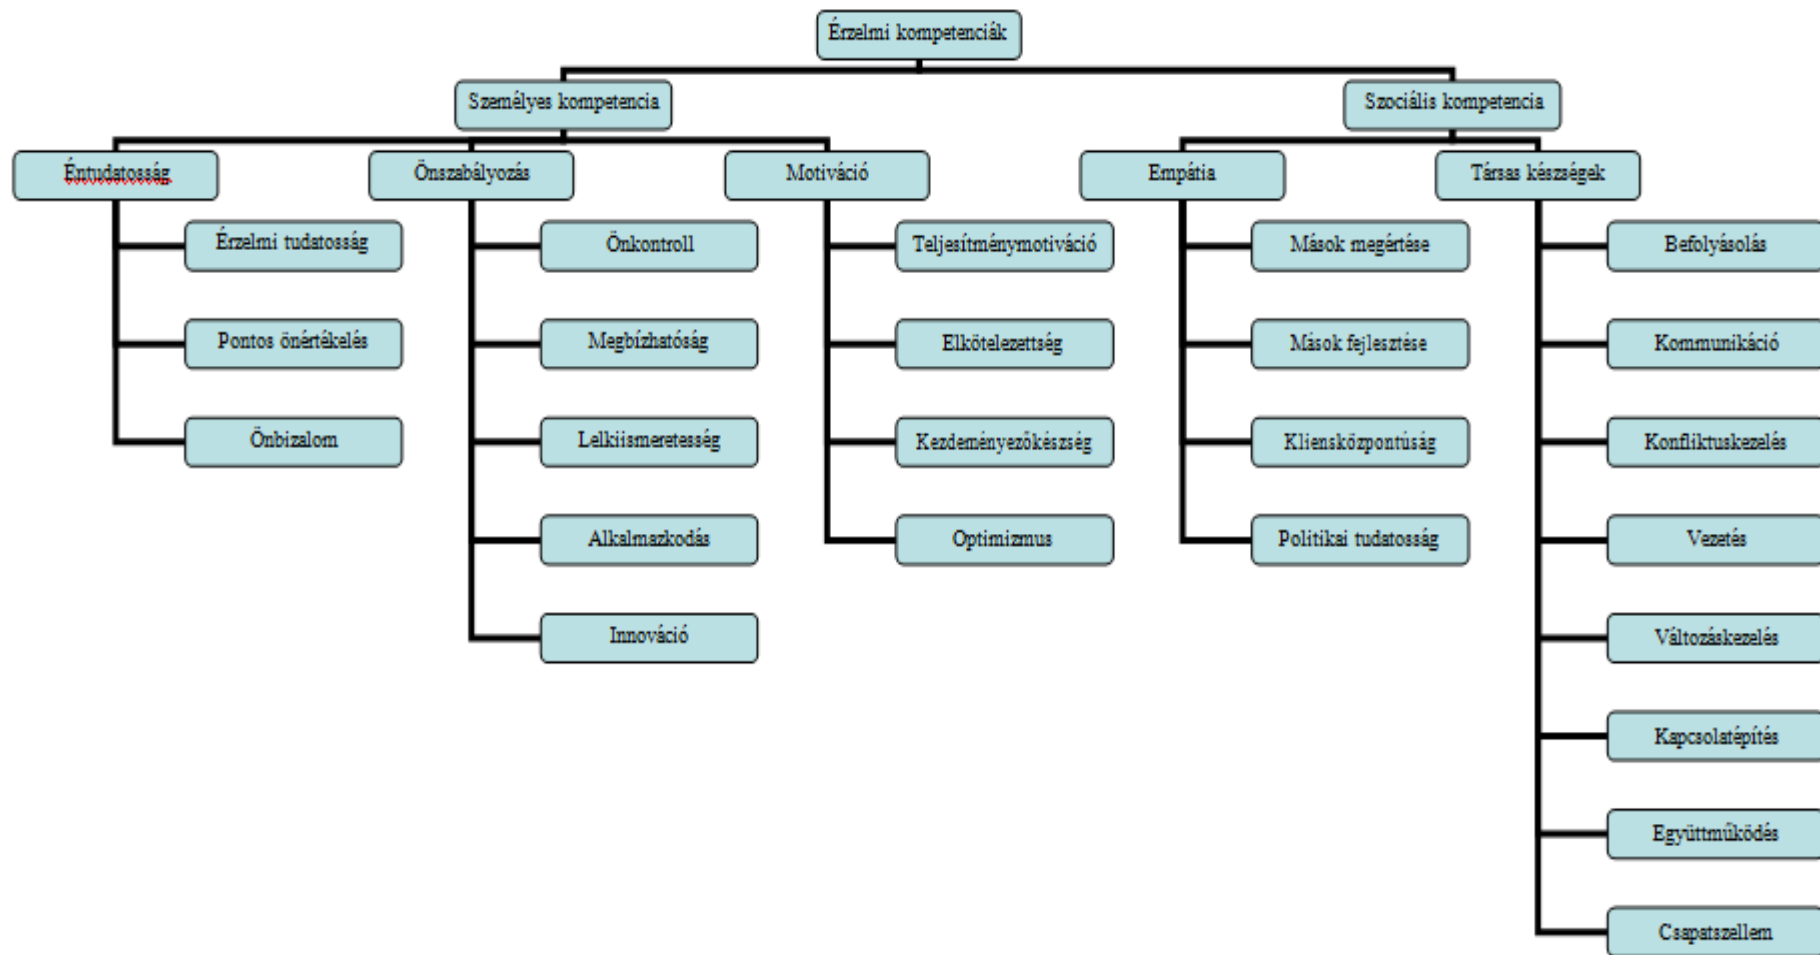 Érzelmi kompetenciák
Személyes kompetencia
Szociális kompetencia
Éntudatosság
Önszabályozás
Motiváció
Empátia
Társas készségek
Érzelmi tudatosság
Önkontroll
Teljesítménymotiváció
Mások megértése
Befolyásolás
Pontos önértékelés
Megbízhatóság
Elkötelezettség
Mások fejlesztése
Kommunikáció
Önbizalom
Lelkiismeretesség
Kezdeményezőkészség
Kliensközpontúság
Konfliktuskezelés
Alkalmazkodás
Optimizmus
Politikai tudatosság
Vezetés
Innováció
Változáskezelés
Kapcsolatépítés
Együttműködés
Csapatszellem